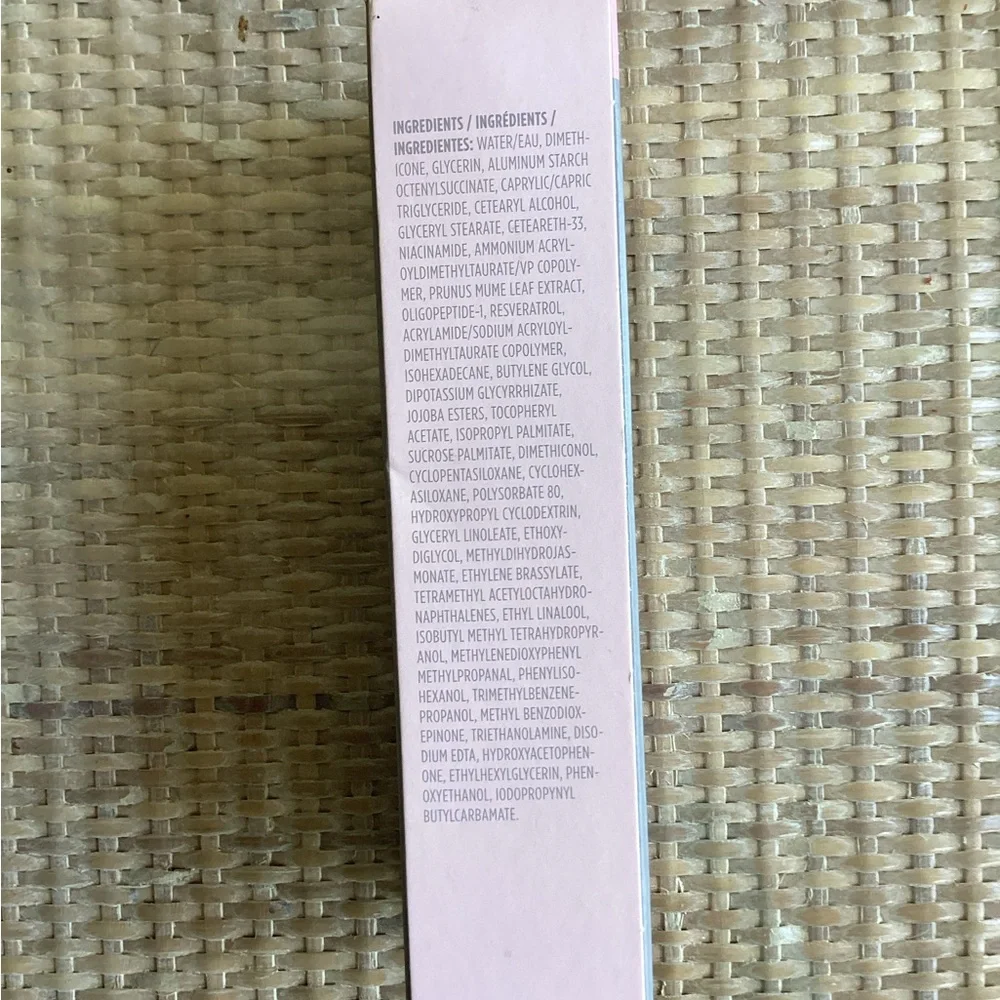 INGREDIENTS / INGRÉDIENTS /
INGREDIENTES: WATER/EAU, DIMETH-
ICONE, GLYCERIN, ALUMINUM STARCH
OCTENYLSUCCINATE, CAPRYLIC/CAPRIC
TRIGLYCERIDE, CETEARYL ALCOHOL,
GLYCERYL STEARATE, CETEARETH-33,
NIACINAMIDE, AMMONIUM ACRYL-
OYLDIMETHYLTAURATE/VP COPOLY-
MER, PRUNUS MUME LEAF EXTRACT,
OLIGOPEPTIDE-1, RESVERATROL,
ACRYLAMIDE/SODIUM ACRYLOYL-
DIMETHYLTAURATE COPOLYMER,
ISOHEXADECANE, BUTYLENE GLYCOL,
DIPOTASSIUM GLYCYRRHIZATE,
JOJOBA ESTERS, TOCOPHERYL
ACETATE, ISOPROPYL PALMITATE,
SUCROSE PALMITATE, DIMETHICONOL,
CYCLOPENTASILOXANE, CYCLOHEX-
ASILOXANE, POLYSORBATE 80,
HYDROXYPROPYL CYCLODEXTRIN,
GLYCERYL LINOLEATE, ETHOXY-
DIGLYCOL, METHYLDIHYDROJAS-
MONATE, ETHYLENE BRASSYLATE,
TETRAMETHYL ACETYLOCTAHYDRO-
NAPHTHALENES, ETHYL LINALOOL,
ISOBUTYL METHYL TETRAHYDROPYR-
ANOL, METHYLENEDIOXYPHENYL
METHYLPROPANAL, PHENYLISO-
HEXANOL, TRIMETHYLBENZENE-
PROPANOL, METHYL BENZODIOX-
EPINONE, TRIETHANOLAMINE, DISO-
DIUM EDTA, HYDROXYACETOPHEN-
ONE, ETHYLHEXYLGLYCERIN, PHEN-
OXYETHANOL, IODOPROPYNYL
BUTYLCARBAMATE.